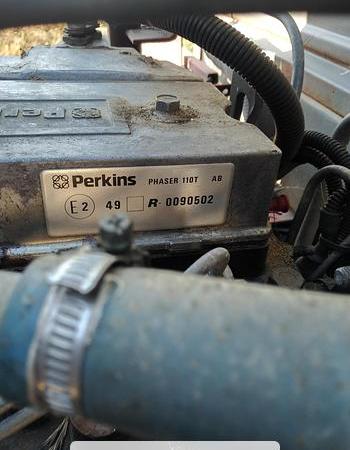 Perkins PHASER 110T AB
E2 49 R-0090502